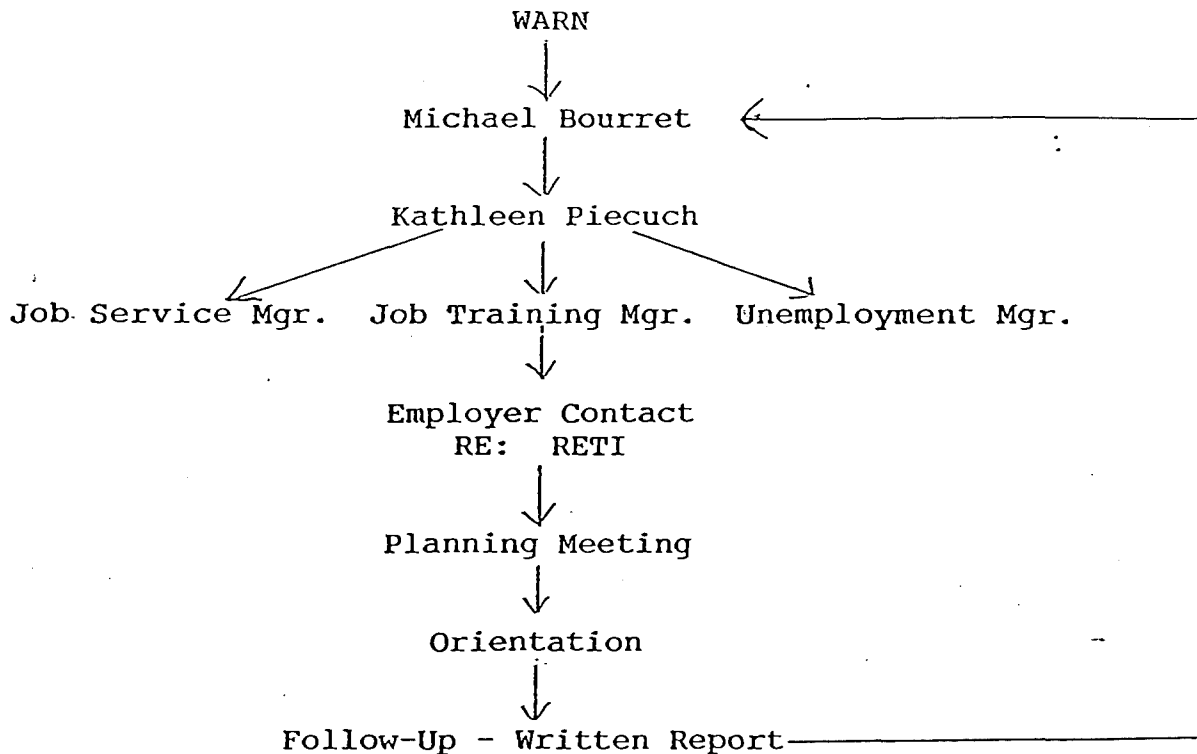 WARN
Michael Bourret
Kathleen Piecuch
Job Service Mgr. Job Training Mgr. Unemployment Mgr.
Employer Contact
RE: RETI
Planning Meeting
Orientation
Follow-Up - Written Report